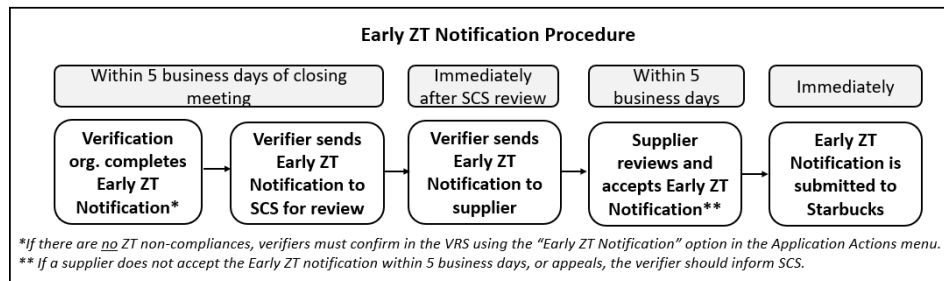 Early ZT Notification Procedure
Within 5 business days of closing
meeting
Immediately
after SCS review
Within 5
business days
Immediately
Verification
org. completes
Early ZT
Notification*
Verifier sends
Early ZT
Notification to
SCS for review
Verifier sends
Early ZT
Notification to
supplier
Supplier
reviews and
accepts Early ZT
Notification**
Early ZT
Notification is
submitted to
Starbucks
*If there are no ZT non-compliances, verifiers must confirm in the VRS using the “Early ZT Notification” option in the Application Actions menu.
** If a supplier does not accept the Early ZT notification within 5 business days, or appeals, the verifier should inform SCS.